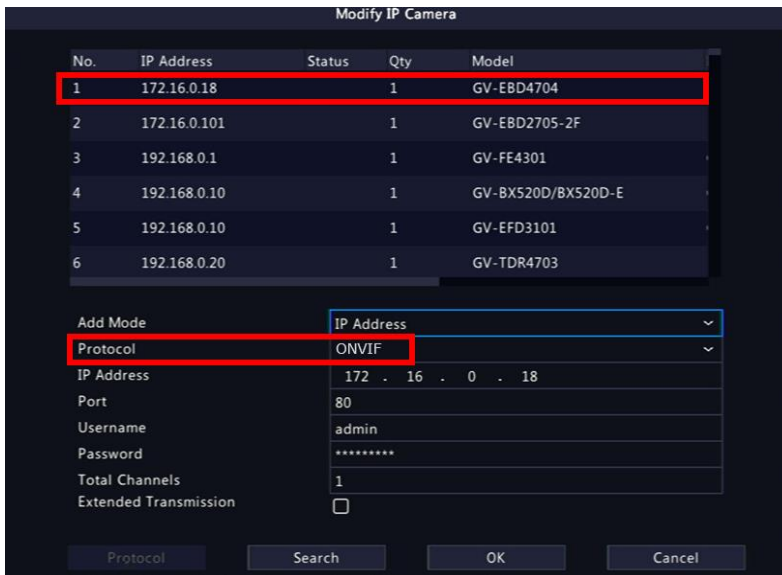 Modify IP Camera
No. IP Address Status Qty Model
1 172.16.0.18 1 GV-EBD4704
2 172.16.0.101 1 GV-EBD2705-2F
3 192.168.0.1 1 GV-FE4301
4 192.168.0.10 1 GV-BX520D/BX520D-E
5 192.168.0.10 1 GV-EFD3101
6 192.168.0.20 1 GV-TDR4703
Add Mode IP Address
Protocol ONVIF
IP Address 172 . 16 . 0 . 18
Port 80
Username admin
Password *********
Total Channels 1
Extended Transmission
Protocol Search OK Cancel